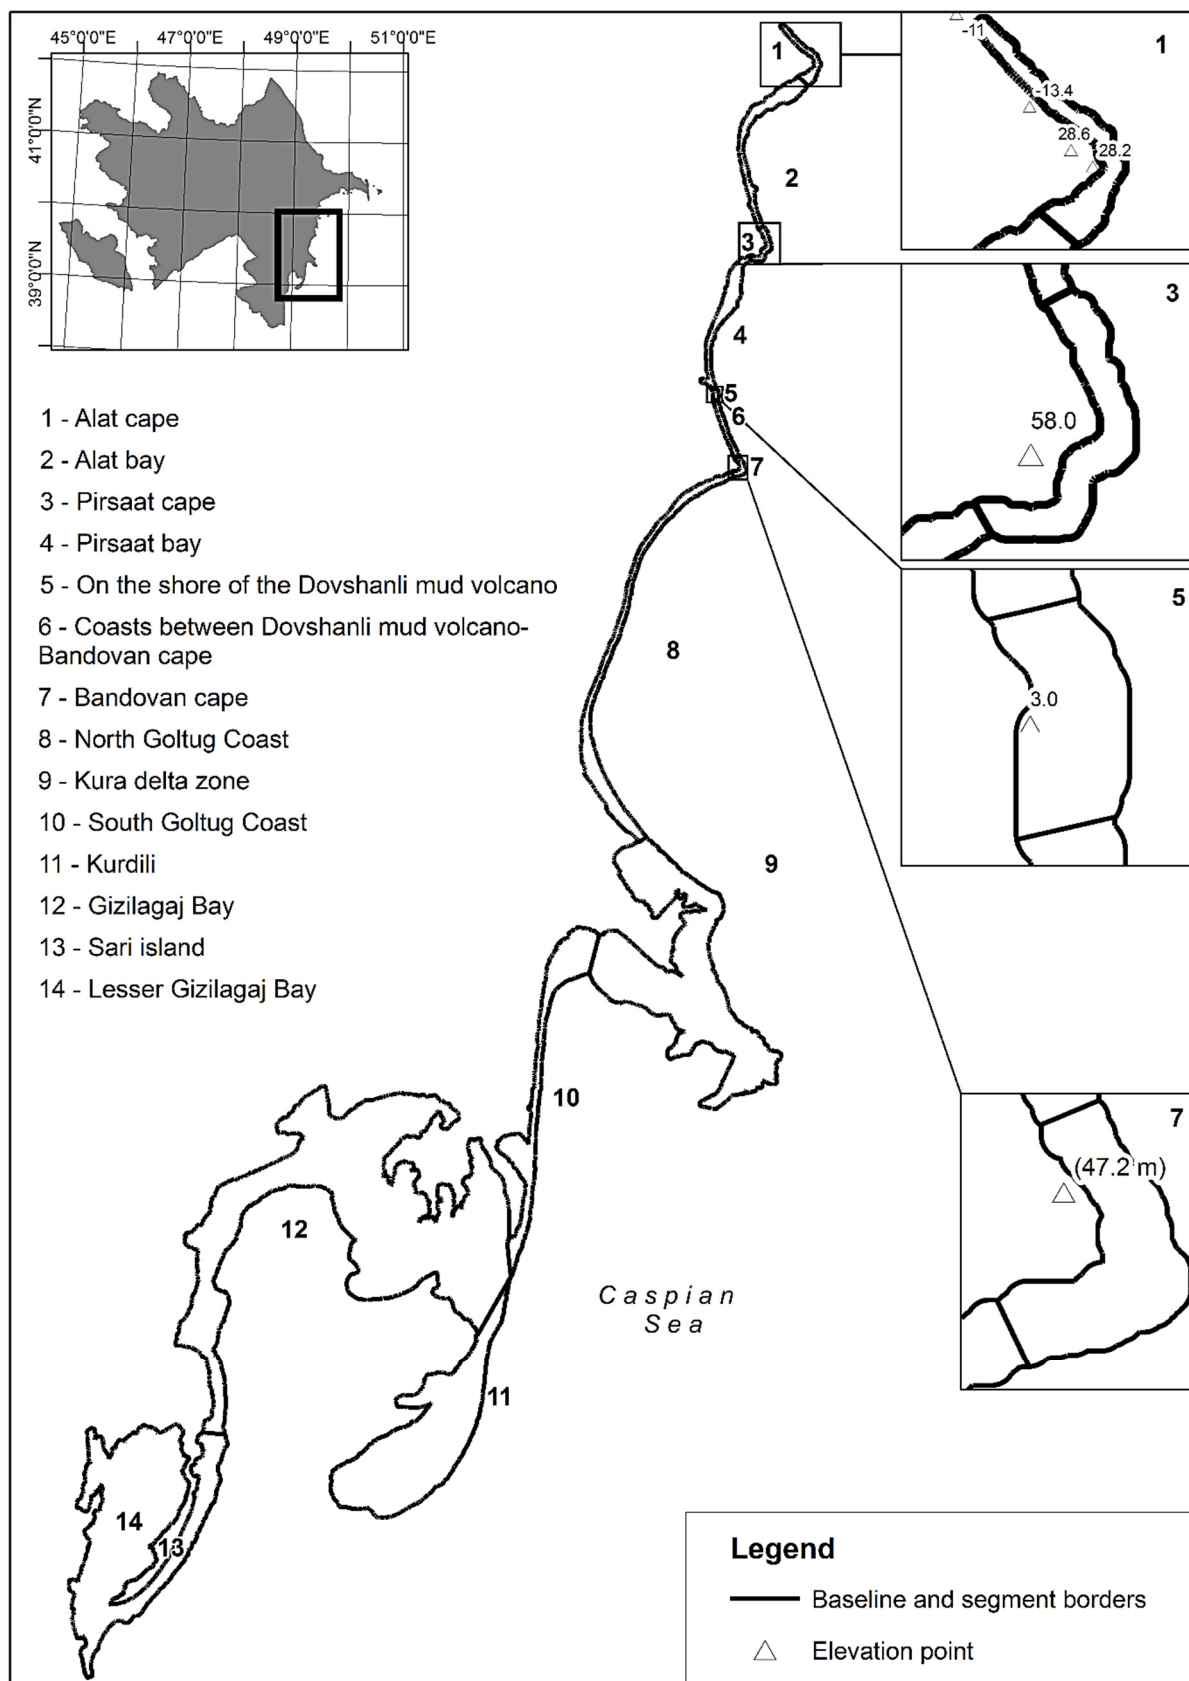 45°0'0"E 47°0'0"E 49°0'0"E 51°0'0"E
41°0'0"N
39°0'0"N
1
2
3
4
5
6
7
8
9
10
11
12
13
14
1
-11
-13.4
28.6
28.2
3
58.0
5
3.0
7
(47.2 m)
1 - Alat cape
2 - Alat bay
3 - Pirsaat cape
4 - Pirsaat bay
5 - On the shore of the Dovshanli mud volcano
6 - Coasts between Dovshanli mud volcano-
Bandovan cape
7 - Bandovan cape
8 - North Goltug Coast
9 - Kura delta zone
10 - South Goltug Coast
11 - Kurdili
12 - Gizilagaj Bay
13 - Sari island
14 - Lesser Gizilagaj Bay
Caspian
Sea
Legend
Baseline and segment borders
Elevation point